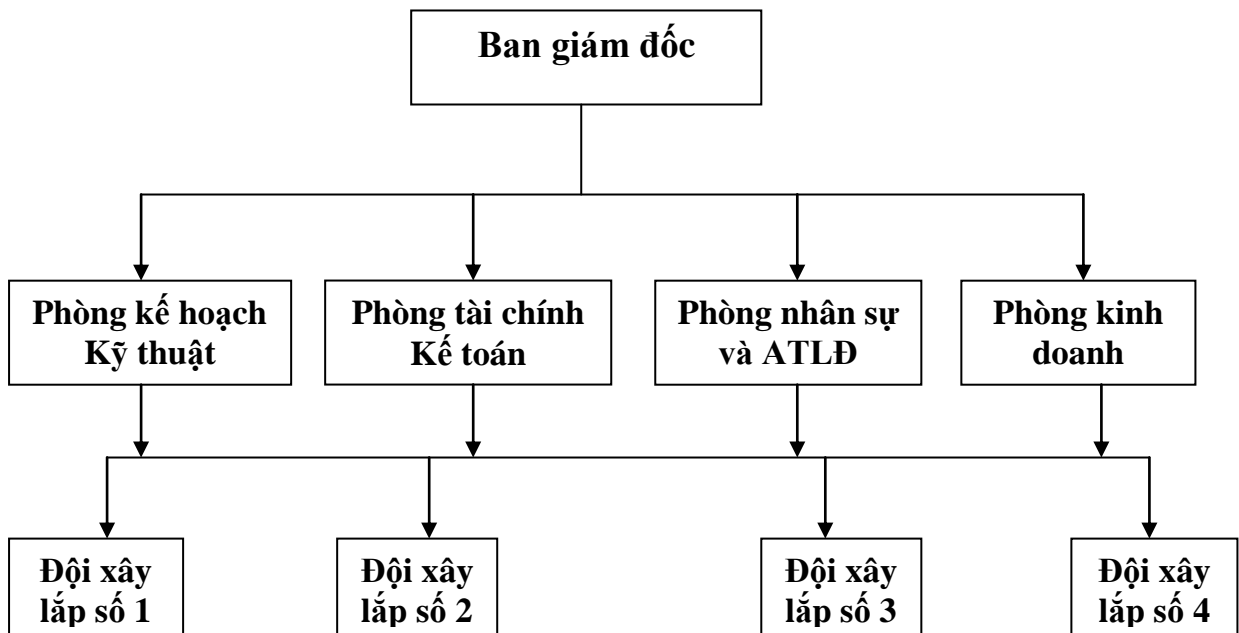 Ban giám đốc
Phòng kế hoạch
Kỹ thuật
Phòng tài chính
Kế toán
Phòng nhân sự
và ATLĐ
Phòng kinh
doanh
Đội xây
lắp số 1
Đội xây
lắp số 2
Đội xây
lắp số 3
Đội xây
lắp số 4